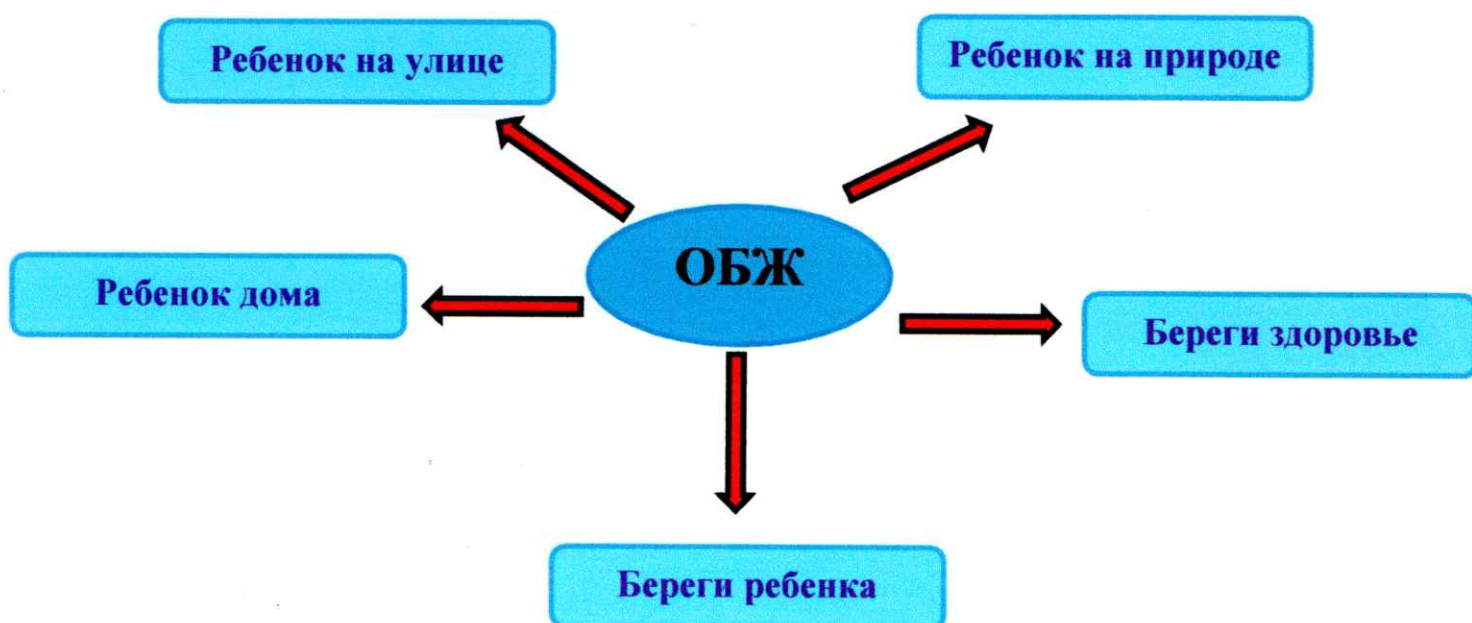 Ребенок на улице
Ребенок на природе
ОБЖ
Ребенок дома
Береги здоровье
Береги ребенка